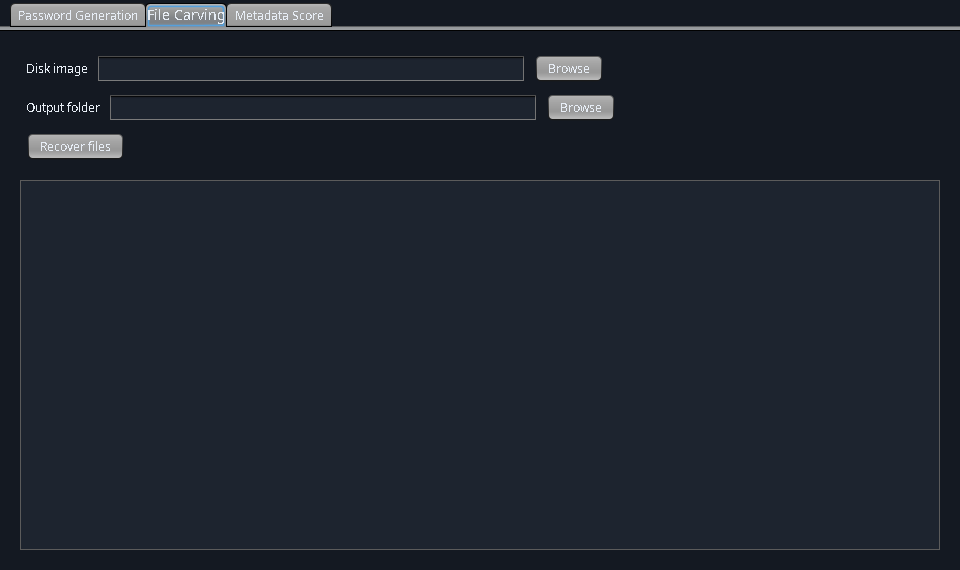 Password Generation File Carving Metadata Score
Disk image Browse
Output folder Browse
Recover files